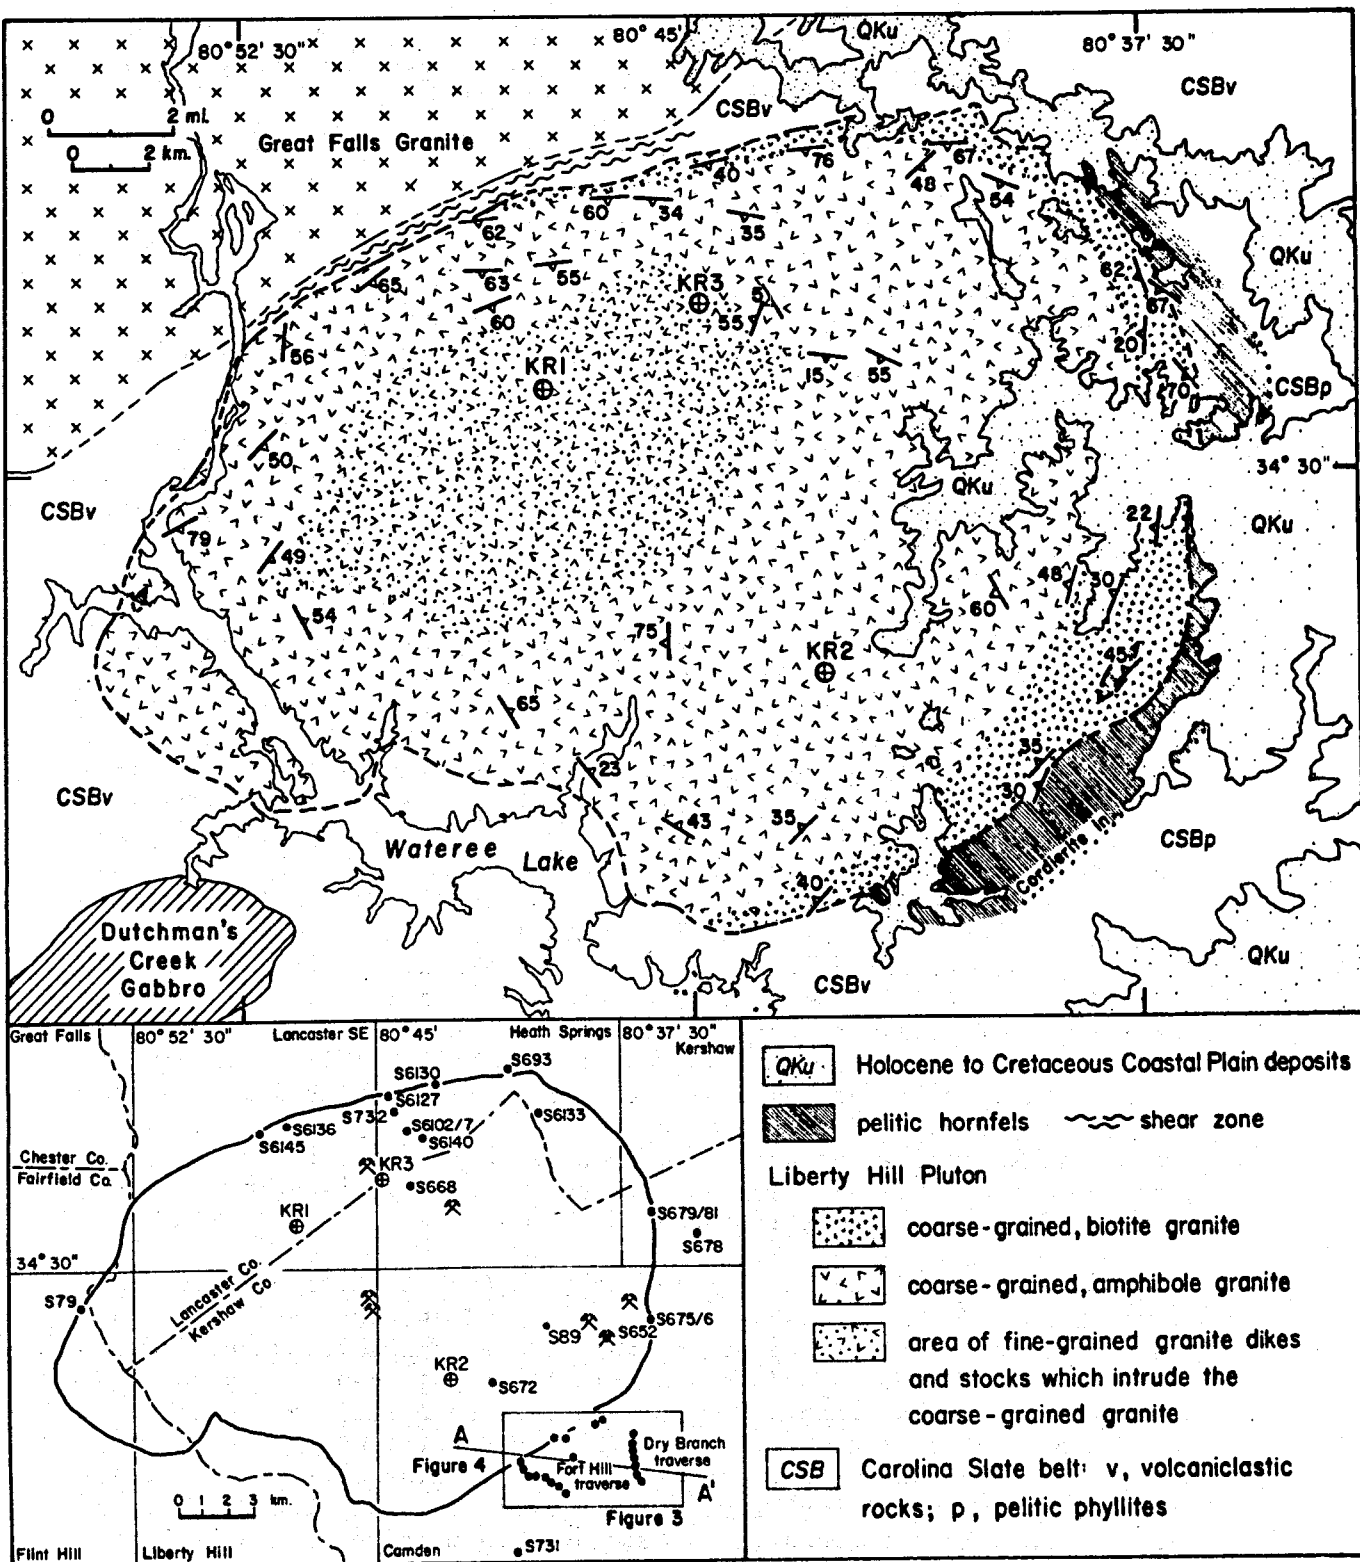 80° 52' 30"
80° 45'
80° 37' 30"
QKu
CSBv
CSBv
0 2 mi.
0 2 km.
Great Falls Granite
76
67
40
48
54
60
34
35
62
QKu
65
63
55
62
KR3
67
60
55
20
56
KR1
15
55
70
CSBp
50
34° 30"
QKu
CSBv
22
QKu
79
49
48
30
60
54
75
KR2
45
65
35
23
30
CSBv
43
35
CSBp
Wateree Lake
Cordierite In
40
Dutchman's
Creek
Gabbro
QKu
CSBv
Great Falls
80° 52' 30"
Lancaster SE
80° 45'
Heath Springs
80° 37' 30"
Kershaw
S693
S6130
S6127
S732
S6133
S6136
S6102/7
S6145
S6140
Chester Co.
Fairfield Co.
KR3
S668
KR1
S679/81
S678
34° 30"
Lancaster Co.
Kershaw Co
S79
S675/6
S89
S652
KR2
S672
A
Dry Branch
traverse
Figure 4
Fort Hill
traverse
A'
0 1 2 3 km.
Figure 3
S731
Flint Hill
Liberty Hill
Camden
QKu Holocene to Cretaceous Coastal Plain deposits
pelitic hornfels shear zone
Liberty Hill Pluton
coarse-grained, biotite granite
coarse-grained, amphibole granite
area of fine-grained granite dikes
and stocks which intrude the
coarse-grained granite
CSB Carolina Slate belt: v, volcaniclastic
rocks; p, pelitic phyllites